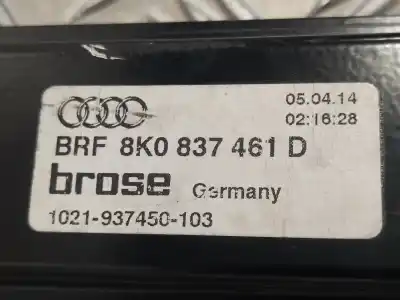 05.04.14
02:16:28
BRF 8K0 837 461 D
brose Germany
1021-937450-103